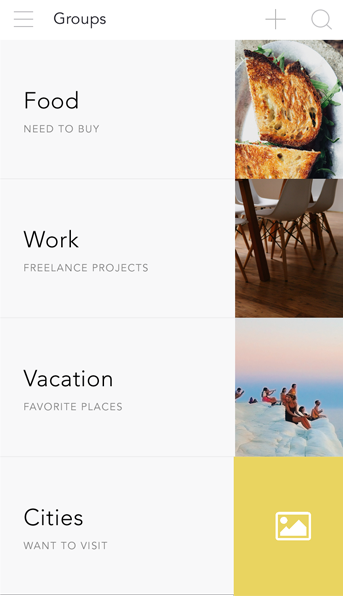 Groups
Food
NEED TO BUY
Work
FREELANCE PROJECTS
Vacation
FAVORITE PLACES
Cities
WANT TO VISIT